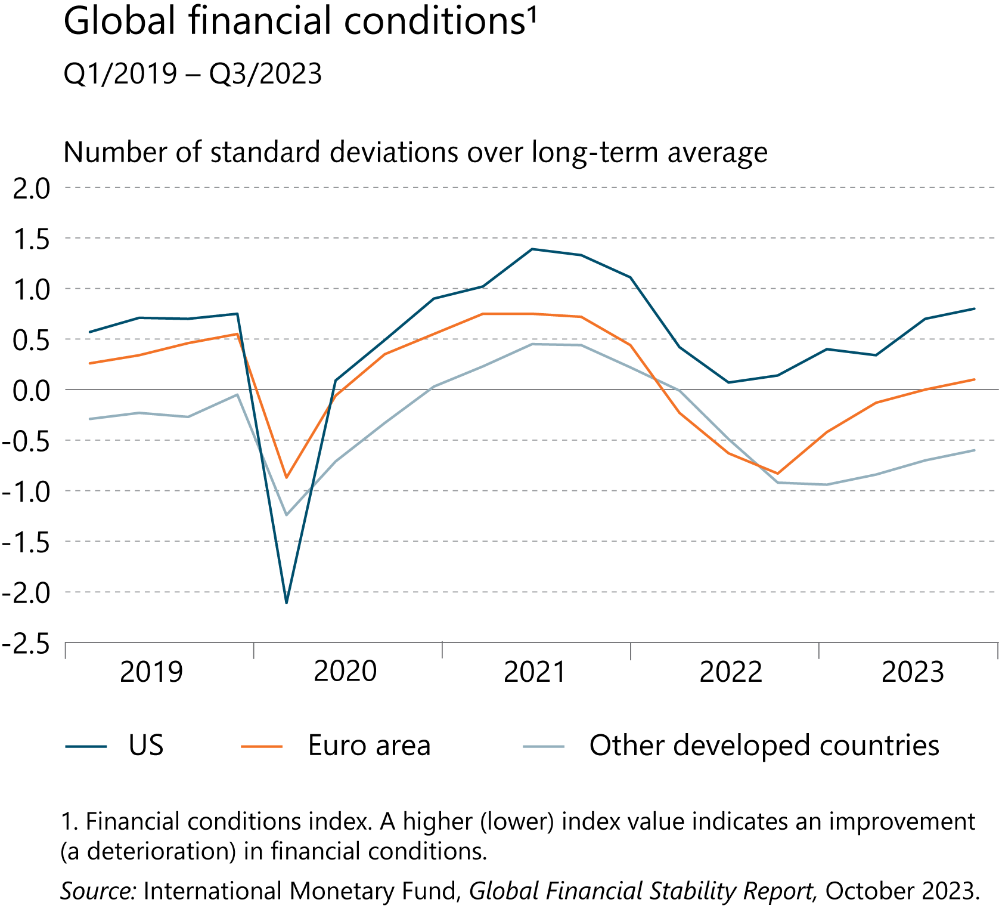 Global financial conditions¹
Q1/2019 – Q3/2023
Number of standard deviations over long-term average
2.0
1.5
1.0
0.5
0.0
-0.5
-1.0
-1.5
-2.0
-2.5
2019 2020 2021 2022 2023
US Euro area Other developed countries
1. Financial conditions index. A higher (lower) index value indicates an improvement
(a deterioration) in financial conditions.
Source: International Monetary Fund, Global Financial Stability Report, October 2023.